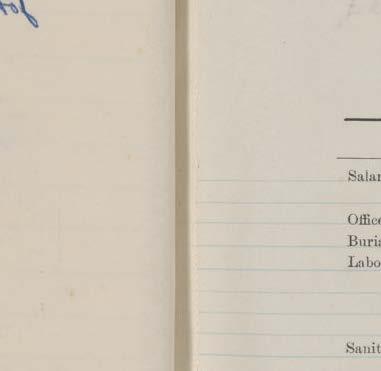 Salar
Office
Buria
Labo
Sanit